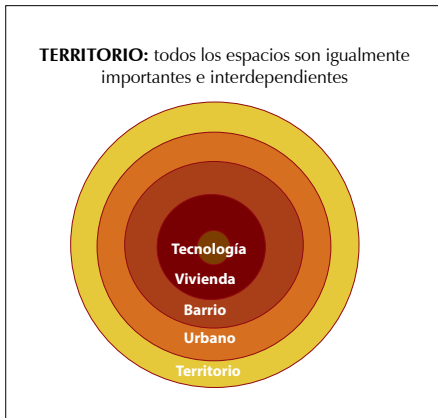 TERRITORIO: todos los espacios son igualmente
importantes e interdependientes
Tecnología
Vivienda
Barrio
Urbano
Territorio